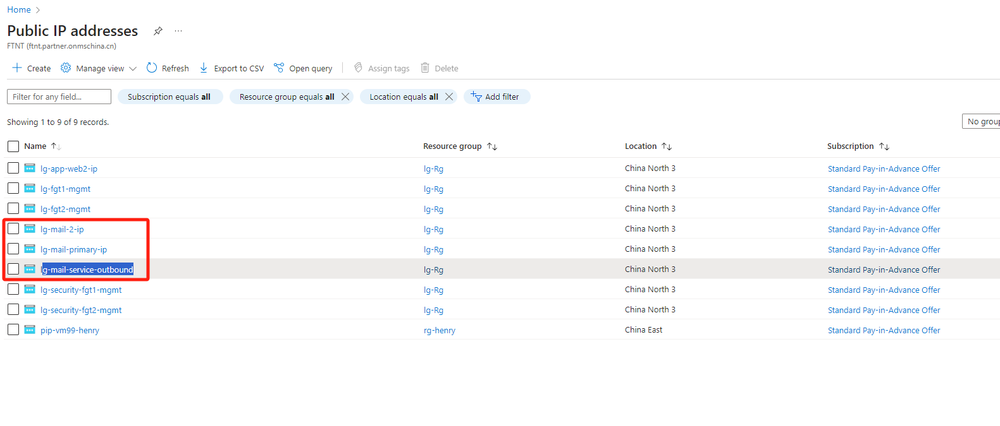 Home
Public IP addresses
FTNT (ftnt.partner.onmschina.cn)
Create Manage view Refresh Export to CSV Open query Assign tags Delete
Filter for any field... Subscription equals all Resource group equals all Location equals all Add filter
Showing 1 to 9 of 9 records.
No group
Name Resource group Location Subscription
lg-app-web2-ip lg-Rg China North 3 Standard Pay-in-Advance Offer
lg-fgt1-mgmt lg-Rg China North 3 Standard Pay-in-Advance Offer
lg-fgt2-mgmt lg-Rg China North 3 Standard Pay-in-Advance Offer
lg-mail-2-ip lg-Rg China North 3 Standard Pay-in-Advance Offer
lg-mail-primary-ip lg-Rg China North 3 Standard Pay-in-Advance Offer
lg-mail-service-outbound lg-Rg China North 3 Standard Pay-in-Advance Offer
lg-security-fgt1-mgmt lg-Rg China North 3 Standard Pay-in-Advance Offer
lg-security-fgt2-mgmt lg-Rg China North 3 Standard Pay-in-Advance Offer
pip-vm99-henry rg-henry China East Standard Pay-in-Advance Offer